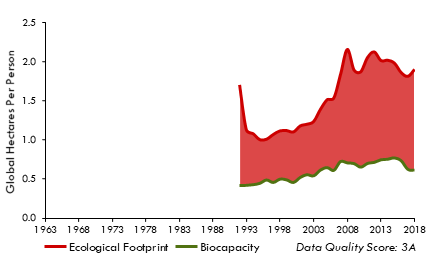 Global Hectares Per Person
2.5
2.0
1.5
1.0
0.5
0.0
1963 1968 1973 1978 1983 1988 1993 1998 2003 2008 2013 2018
Ecological Footprint Biocapacity Data Quality Score: 3A